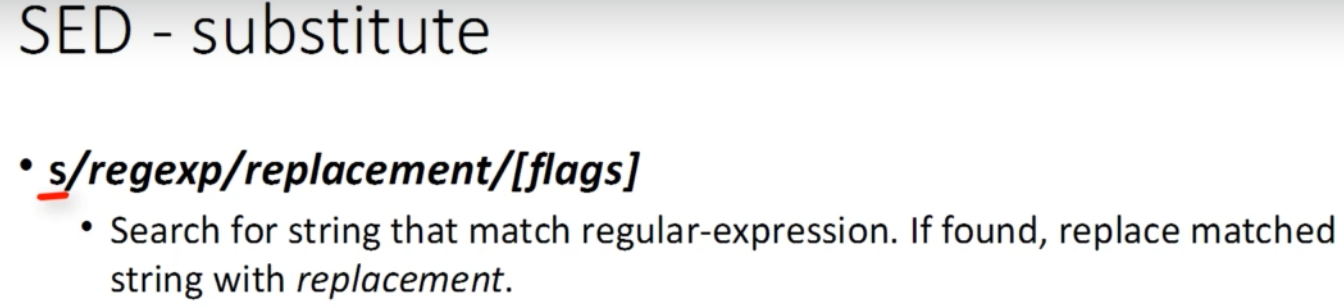 SED - substitute
• s/regexp/replacement/[flags]
• Search for string that match regular-expression. If found, replace matched
string with replacement.